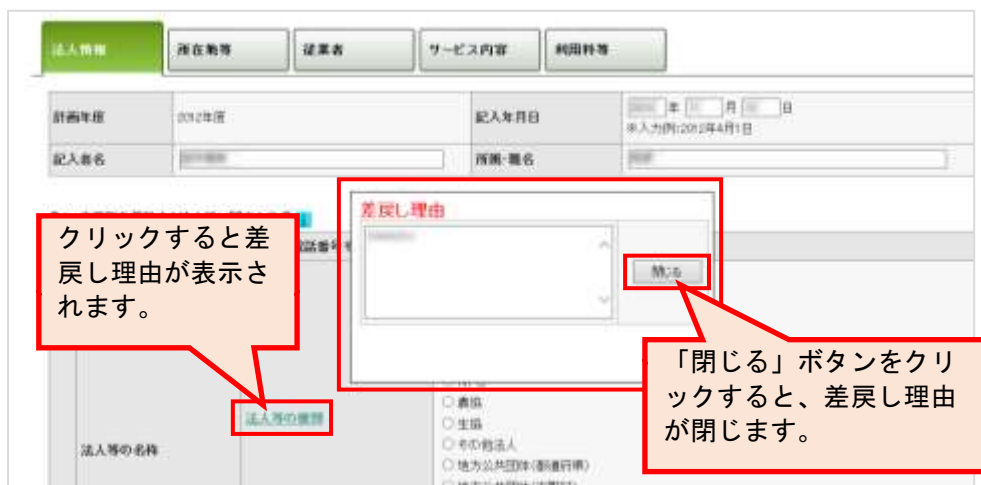 法人情報 所在地等 従業者 サービス内容 利用料等
計画年度 2012年度 記入年月日 年 月 日
※入力例:2012年4月1日
記入者名 所属・職名
差戻し理由
クリックすると差
戻し理由が表示さ
れます。
閉じる
「閉じる」ボタンをクリ
ックすると、差戻し理由
が閉じます。
法人等の種類
農協
生協
その他法人
法人等の名称
地方公共団体(都道府県)